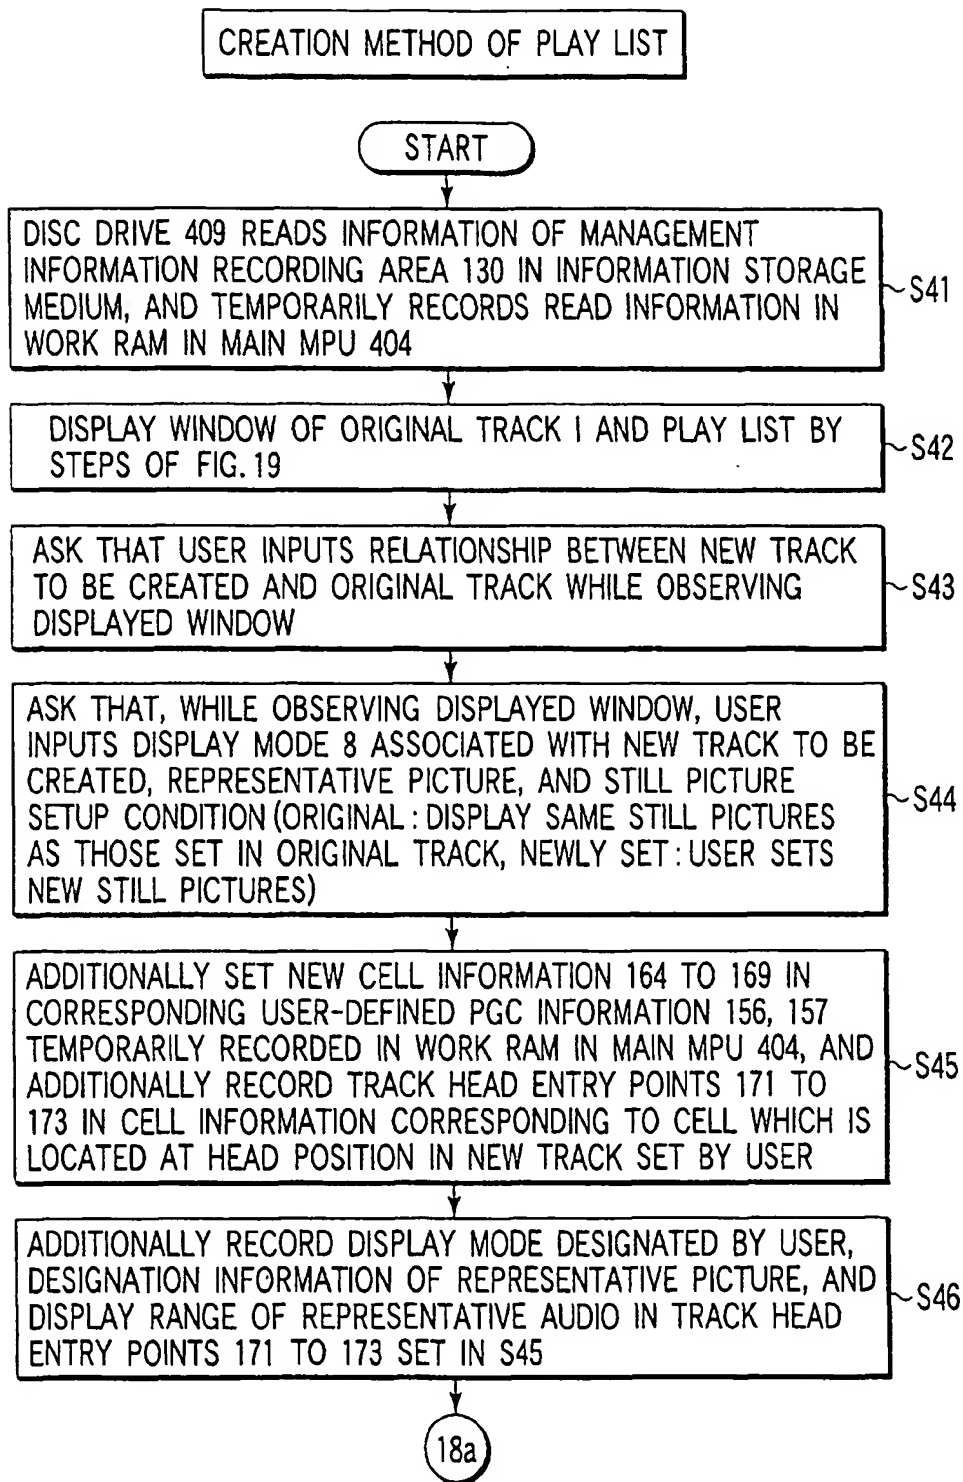 CREATION METHOD OF PLAY LIST
START
DISC DRIVE 409 READS INFORMATION OF MANAGEMENT
INFORMATION RECORDING AREA 130 IN INFORMATION STORAGE
MEDIUM, AND TEMPORARILY RECORDS READ INFORMATION IN
WORK RAM IN MAIN MPU 404
S41
DISPLAY WINDOW OF ORIGINAL TRACK I AND PLAY LIST BY
STEPS OF FIG. 19
S42
ASK THAT USER INPUTS RELATIONSHIP BETWEEN NEW TRACK
TO BE CREATED AND ORIGINAL TRACK WHILE OBSERVING
DISPLAYED WINDOW
S43
ASK THAT, WHILE OBSERVING DISPLAYED WINDOW, USER
INPUTS DISPLAY MODE 8 ASSOCIATED WITH NEW TRACK TO BE
CREATED, REPRESENTATIVE PICTURE, AND STILL PICTURE
SETUP CONDITION (ORIGINAL : DISPLAY SAME STILL PICTURES
AS THOSE SET IN ORIGINAL TRACK, NEWLY SET : USER SETS
NEW STILL PICTURES)
S44
ADDITIONALLY SET NEW CELL INFORMATION 164 TO 169 IN
CORRESPONDING USER-DEFINED PGC INFORMATION 156, 157
TEMPORARILY RECORDED IN WORK RAM IN MAIN MPU 404, AND
ADDITIONALLY RECORD TRACK HEAD ENTRY POINTS 171 TO
173 IN CELL INFORMATION CORRESPONDING TO CELL WHICH IS
LOCATED AT HEAD POSITION IN NEW TRACK SET BY USER
S45
ADDITIONALLY RECORD DISPLAY MODE DESIGNATED BY USER,
DESIGNATION INFORMATION OF REPRESENTATIVE PICTURE, AND
DISPLAY RANGE OF REPRESENTATIVE AUDIO IN TRACK HEAD
ENTRY POINTS 171 TO 173 SET IN S45
S46
18a